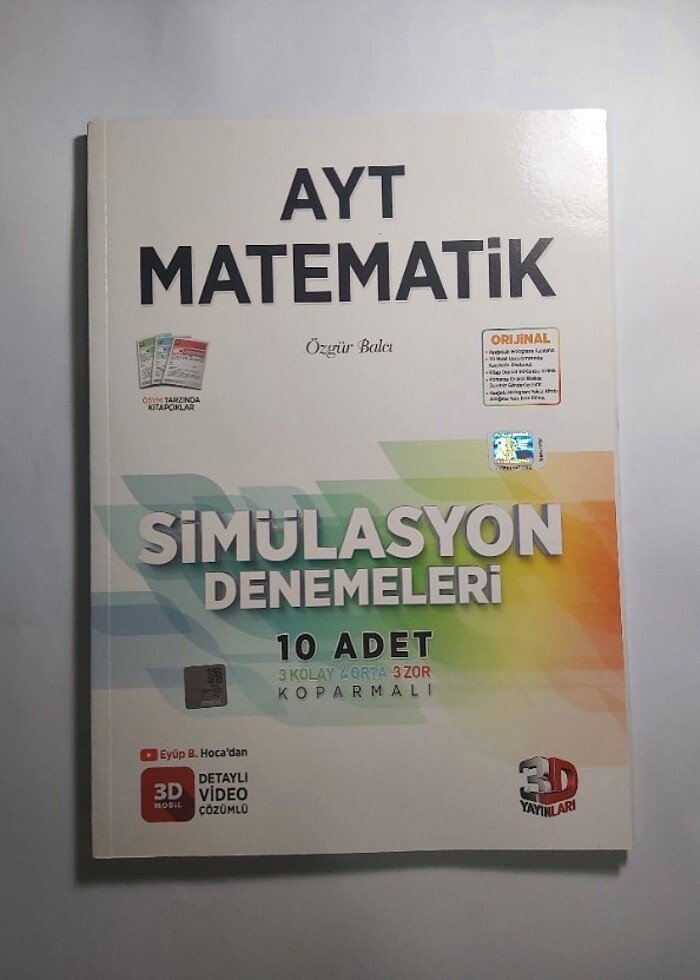 AYT
MATEMATİK
Özgür Balcı
ÖSYM TARZINDA
KİTAPÇIKLAR
ORİJİNAL
SİMÜLASYON
DENEMELERİ
10 ADET
3 KOLAY 4 ORTA 3 ZOR
KOPARMALI
Eyüp B. Hoca'dan
3D
MOBİL
DETAYLI
VİDEO
ÇÖZÜMLÜ
3D
YAYINLARI